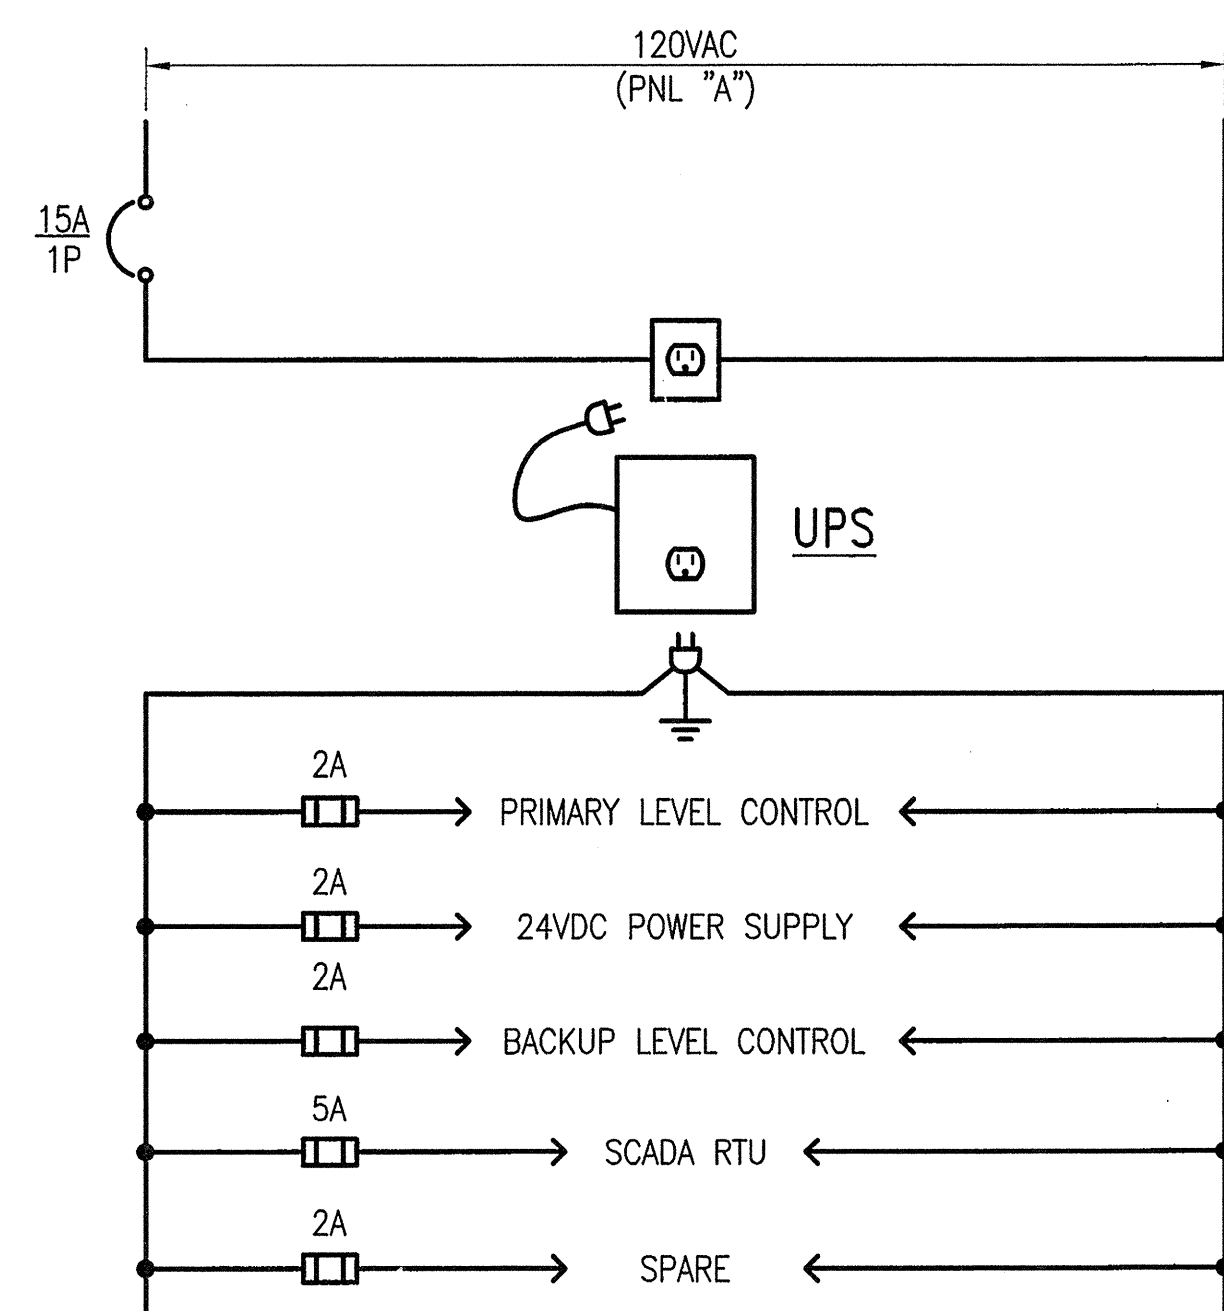 120VAC
(PNL "A")
15A
1P
UPS
2A
PRIMARY LEVEL CONTROL
2A
24VDC POWER SUPPLY
2A
BACKUP LEVEL CONTROL
5A
SCADA RTU
2A
SPARE